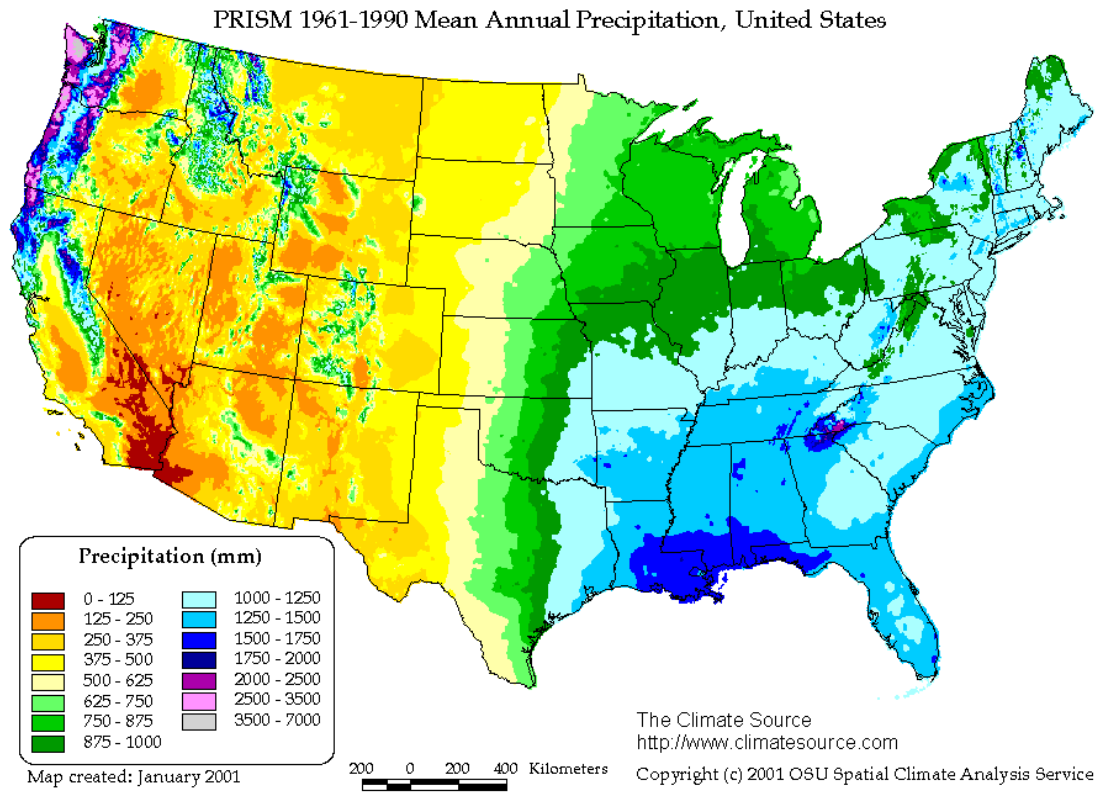 PRISM 1961-1990 Mean Annual Precipitation, United States
Precipitation (mm)
0 - 125
125 - 250
250 - 375
375 - 500
500 - 625
625 - 750
750 - 875
875 - 1000
1000 - 1250
1250 - 1500
1500 - 1750
1750 - 2000
2000 - 2500
2500 - 3500
3500 - 7000
Map created: January 2001
200 0 200 400 Kilometers
The Climate Source
http://www.climatesource.com
Copyright (c) 2001 OSU Spatial Climate Analysis Service